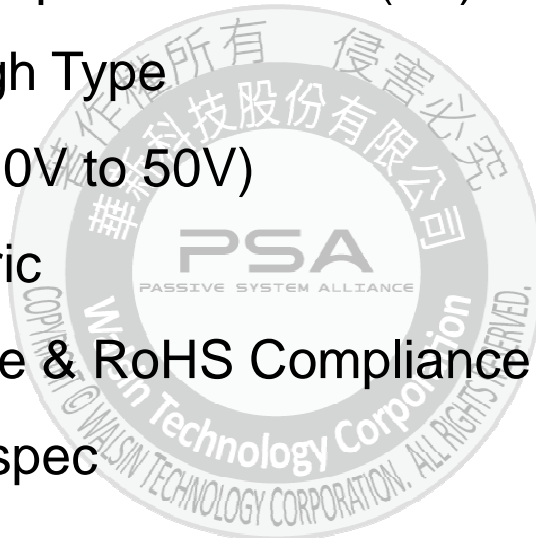 gh Type
0V to 50V)
ric
e & RoHS Compliance
spec
著作權所有 侵害必究
華新科技股份有限公司
PSA
PASSIVE SYSTEM ALLIANCE
Walsin Technology Corporation
COPYRIGHT © WALSIN TECHNOLOGY CORPORATION. ALL RIGHTS RESERVED.